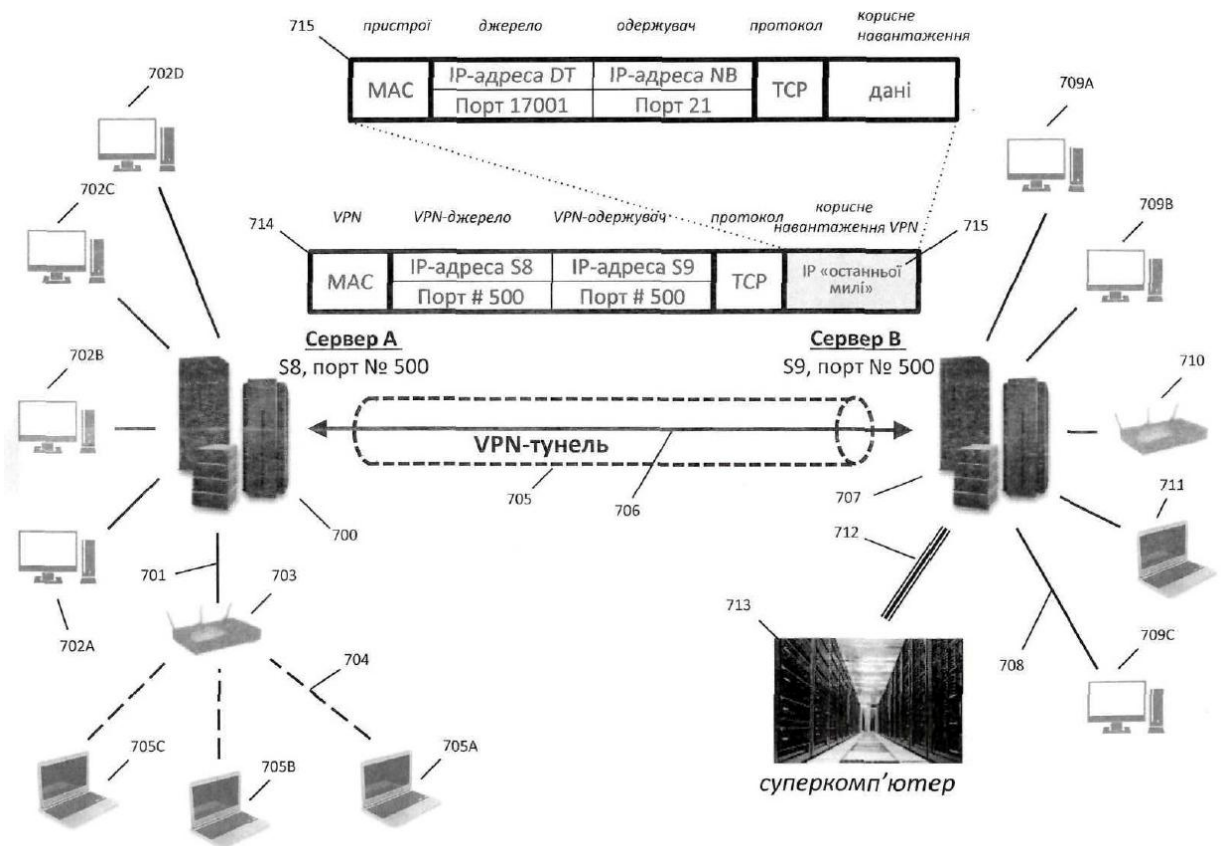 715
пристрої
джерело
одержувач
протокол
корисне
навантаження
MAC
IP-адреса DT
Порт 17001
IP-адреса NB
Порт 21
TCP
дані
702D
709A
702C
709B
714
VPN
VPN-джерело
VPN-одержувач
протокол
корисне
навантаження VPN
715
MAC
IP-адреса S8
Порт # 500
IP-адреса S9
Порт # 500
TCP
IP «останньої
милі»
Сервер А
S8, порт № 500
Сервер В
S9, порт № 500
702B
710
VPN-тунель
705
706
707
711
700
712
701
703
713
702A
704
708
709C
705C
705B
705A
суперкомп'ютер